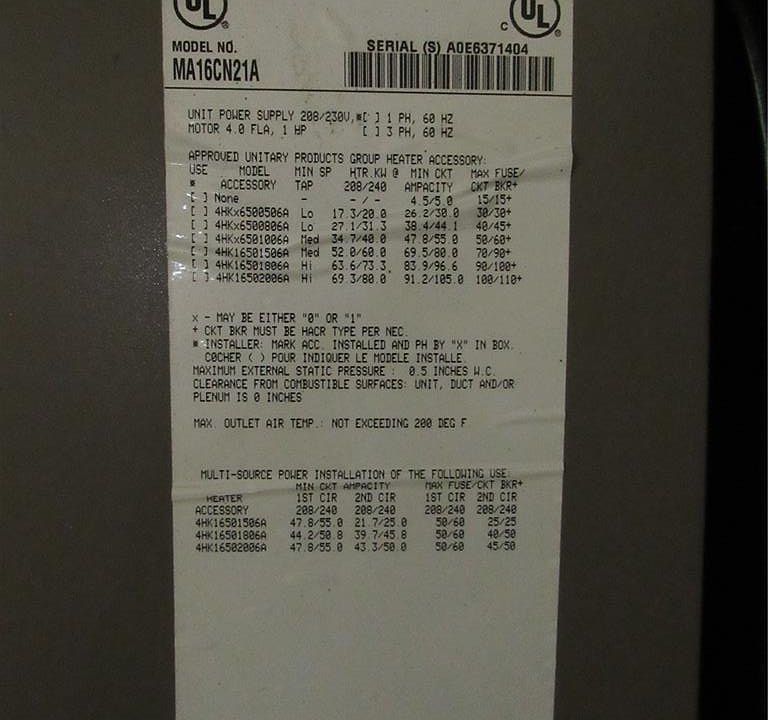 UL ® c UL ®
MODEL NO. SERIAL (S) A0E6371404
MA16CN21A
UNIT POWER SUPPLY 208/230V,*[ ] 1 PH, 60 HZ
MOTOR 4.0 FLA, 1 HP [ ] 3 PH, 60 HZ
APPROVED UNITARY PRODUCTS GROUP HEATER ACCESSORY:
USE MODEL MIN SP HTR.KW @ MIN CKT MAX FUSE/
* ACCESSORY TAP 208/240 AMPACITY CKT BKR+
[ ] None - - / - 4.5/5.0 15/15+
[ ] 4HKx6500506A Lo 17.3/20.0 26.2/30.0 30/30+
[ ] 4HKx6500806A Lo 27.1/31.3 38.4/44.1 40/45+
[ ] 4HKx6501006A Med 34.7/40.0 47.8/55.0 50/60+
[ ] 4HK16501506A Med 52.0/60.0 69.5/80.0 70/90+
[ ] 4HK16501806A Hi 63.6/73.3 83.9/96.6 90/100+
[ ] 4HK16502006A Hi 69.3/80.0 91.2/105.0 100/110+
x - MAY BE EITHER "0" OR "1"
+ CKT BKR MUST BE HACR TYPE PER NEC.
* INSTALLER: MARK ACC. INSTALLED AND PH BY "X" IN BOX.
COCHER ( ) POUR INDIQUER LE MODELE INSTALLE.
MAXIMUM EXTERNAL STATIC PRESSURE : 0.5 INCHES W.C.
CLEARANCE FROM COMBUSTIBLE SURFACES: UNIT, DUCT AND/OR
PLENUM IS 0 INCHES
MAX. OUTLET AIR TEMP.: NOT EXCEEDING 200 DEG F
MULTI-SOURCE POWER INSTALLATION OF THE FOLLOWING USE:
MIN CKT AMPACITY MAX FUSE/CKT BKR+
HEATER 1ST CIR 2ND CIR 1ST CIR 2ND CIR
ACCESSORY 208/240 208/240 208/240 208/240
4HK16501506A 47.8/55.0 21.7/25.0 50/60 25/25
4HK16501806A 44.2/50.8 39.7/45.8 50/60 40/50
4HK16502006A 47.8/55.0 43.3/50.0 50/60 45/50